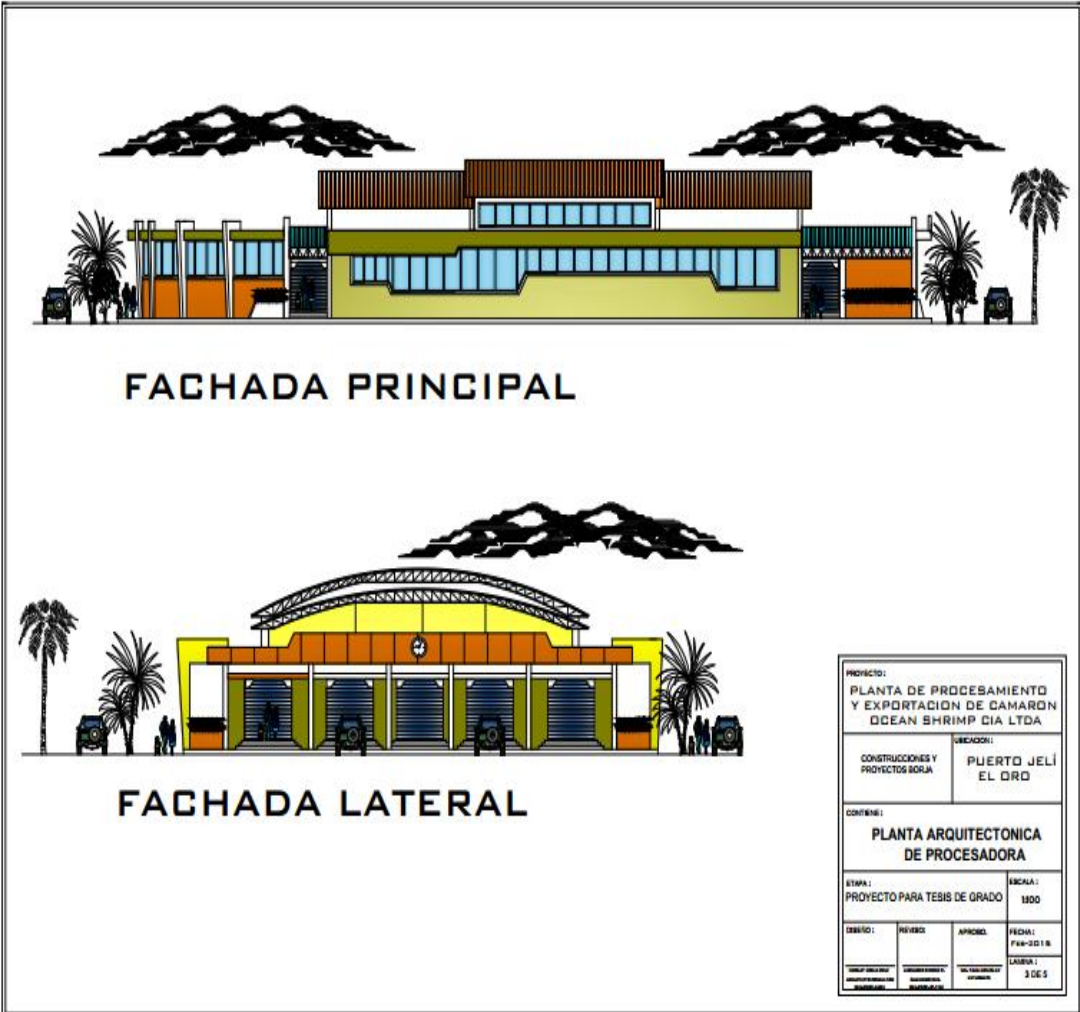 FACHADA PRINCIPAL
FACHADA LATERAL
PROYECTO:
PLANTA DE PROCESAMIENTO
Y EXPORTACION DE CAMARON
OCEAN SHRIMP CIA LTDA
CONSTRUCCIONES Y
PROYECTOS BORJA
UBICACION:
PUERTO JELÍ
EL ORO
CONTIENE:
PLANTA ARQUITECTONICA
DE PROCESADORA
ETAPA:
PROYECTO PARA TESIS DE GRADO
ESCALA:
1:100
DISEÑO:
REVISO:
APROBO:
FECHA:
LAMINA:
3 DE 5